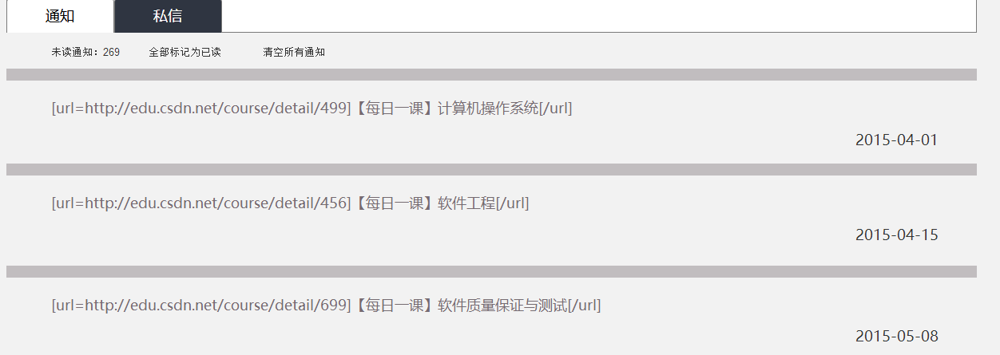 通知 私信
未读通知：269 全部标记为已读 清空所有通知
[url=http://edu.csdn.net/course/detail/499]【每日一课】计算机操作系统[/url]
2015-04-01
[url=http://edu.csdn.net/course/detail/456]【每日一课】软件工程[/url]
2015-04-15
[url=http://edu.csdn.net/course/detail/699]【每日一课】软件质量保证与测试[/url]
2015-05-08